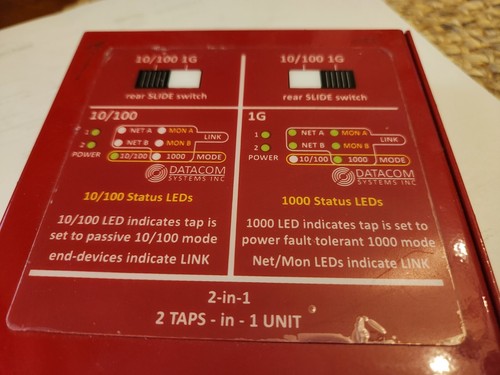 10/100 1G
rear SLIDE switch
10/100 1G
rear SLIDE switch
10/100
1 NET A MON A LINK
2 NET B MON B
POWER 10/100 1000 MODE
DATACOM
SYSTEMS INC
10/100 Status LEDs
10/100 LED indicates tap is
set to passive 10/100 mode
end-devices indicate LINK
1G
1 NET A MON A LINK
2 NET B MON B
POWER 10/100 1000 MODE
DATACOM
SYSTEMS INC
1000 Status LEDs
1000 LED indicates tap is set to
power fault tolerant 1000 mode
Net/Mon LEDs indicate LINK
2-in-1
2 TAPS - in - 1 UNIT